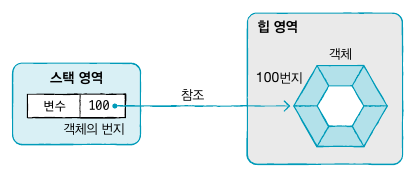 스택 영역
변수 100
객체의 번지
참조
힙 영역
객체
100번지